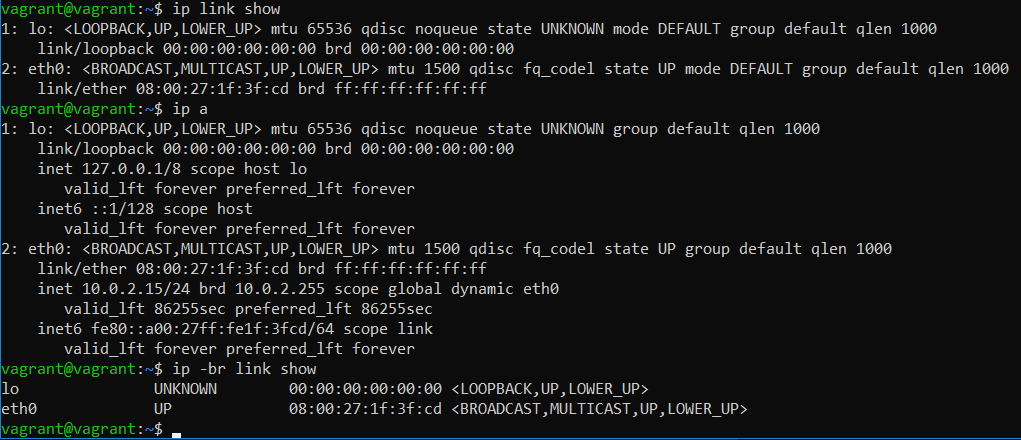 vagrant@vagrant:~$ ip link show
1: lo: <LOOPBACK,UP,LOWER_UP> mtu 65536 qdisc noqueue state UNKNOWN mode DEFAULT group default qlen 1000
    link/loopback 00:00:00:00:00:00 brd 00:00:00:00:00:00
2: eth0: <BROADCAST,MULTICAST,UP,LOWER_UP> mtu 1500 qdisc fq_codel state UP mode DEFAULT group default qlen 1000
    link/ether 08:00:27:1f:3f:cd brd ff:ff:ff:ff:ff:ff
vagrant@vagrant:~$ ip a
1: lo: <LOOPBACK,UP,LOWER_UP> mtu 65536 qdisc noqueue state UNKNOWN group default qlen 1000
    link/loopback 00:00:00:00:00:00 brd 00:00:00:00:00:00
    inet 127.0.0.1/8 scope host lo
       valid_lft forever preferred_lft forever
    inet6 ::1/128 scope host
       valid_lft forever preferred_lft forever
2: eth0: <BROADCAST,MULTICAST,UP,LOWER_UP> mtu 1500 qdisc fq_codel state UP group default qlen 1000
    link/ether 08:00:27:1f:3f:cd brd ff:ff:ff:ff:ff:ff
    inet 10.0.2.15/24 brd 10.0.2.255 scope global dynamic eth0
       valid_lft 86255sec preferred_lft 86255sec
    inet6 fe80::a00:27ff:fe1f:3fcd/64 scope link
       valid_lft forever preferred_lft forever
vagrant@vagrant:~$ ip -br link show
lo               UNKNOWN        00:00:00:00:00:00 <LOOPBACK,UP,LOWER_UP>
eth0             UP             08:00:27:1f:3f:cd <BROADCAST,MULTICAST,UP,LOWER_UP>
vagrant@vagrant:~$